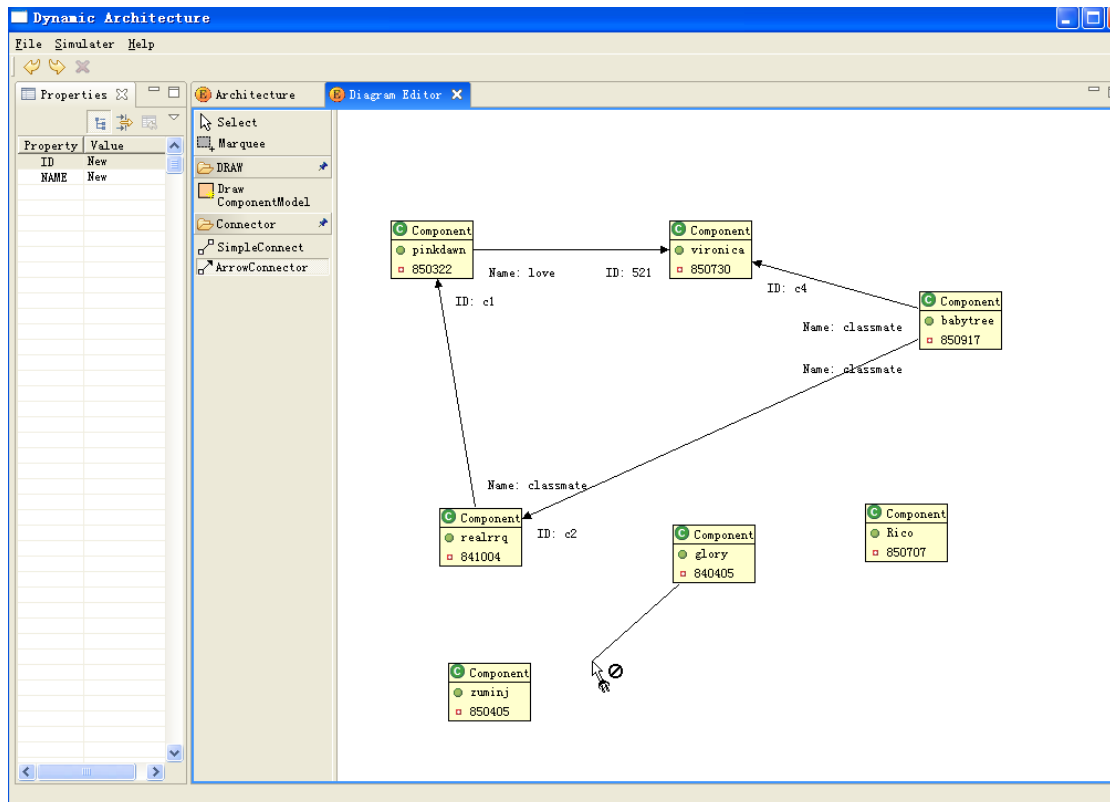 Dynamic Architecture
File Simulater Help
Properties
Property Value
ID New
NAME New
Architecture
Diagram Editor
Select
Marquee
DRAW
Draw
ComponentModel
Connector
SimpleConnect
ArrowConnector
C Component
pinkdawn
850322
C Component
vironica
850730
Name: love
ID: 521
ID: c1
ID: c4
C Component
babytree
850917
Name: classmate
Name: classmate
Name: classmate
C Component
realrrq
841004
ID: c2
C Component
glory
840405
C Component
Rico
850707
C Component
zuminj
850405